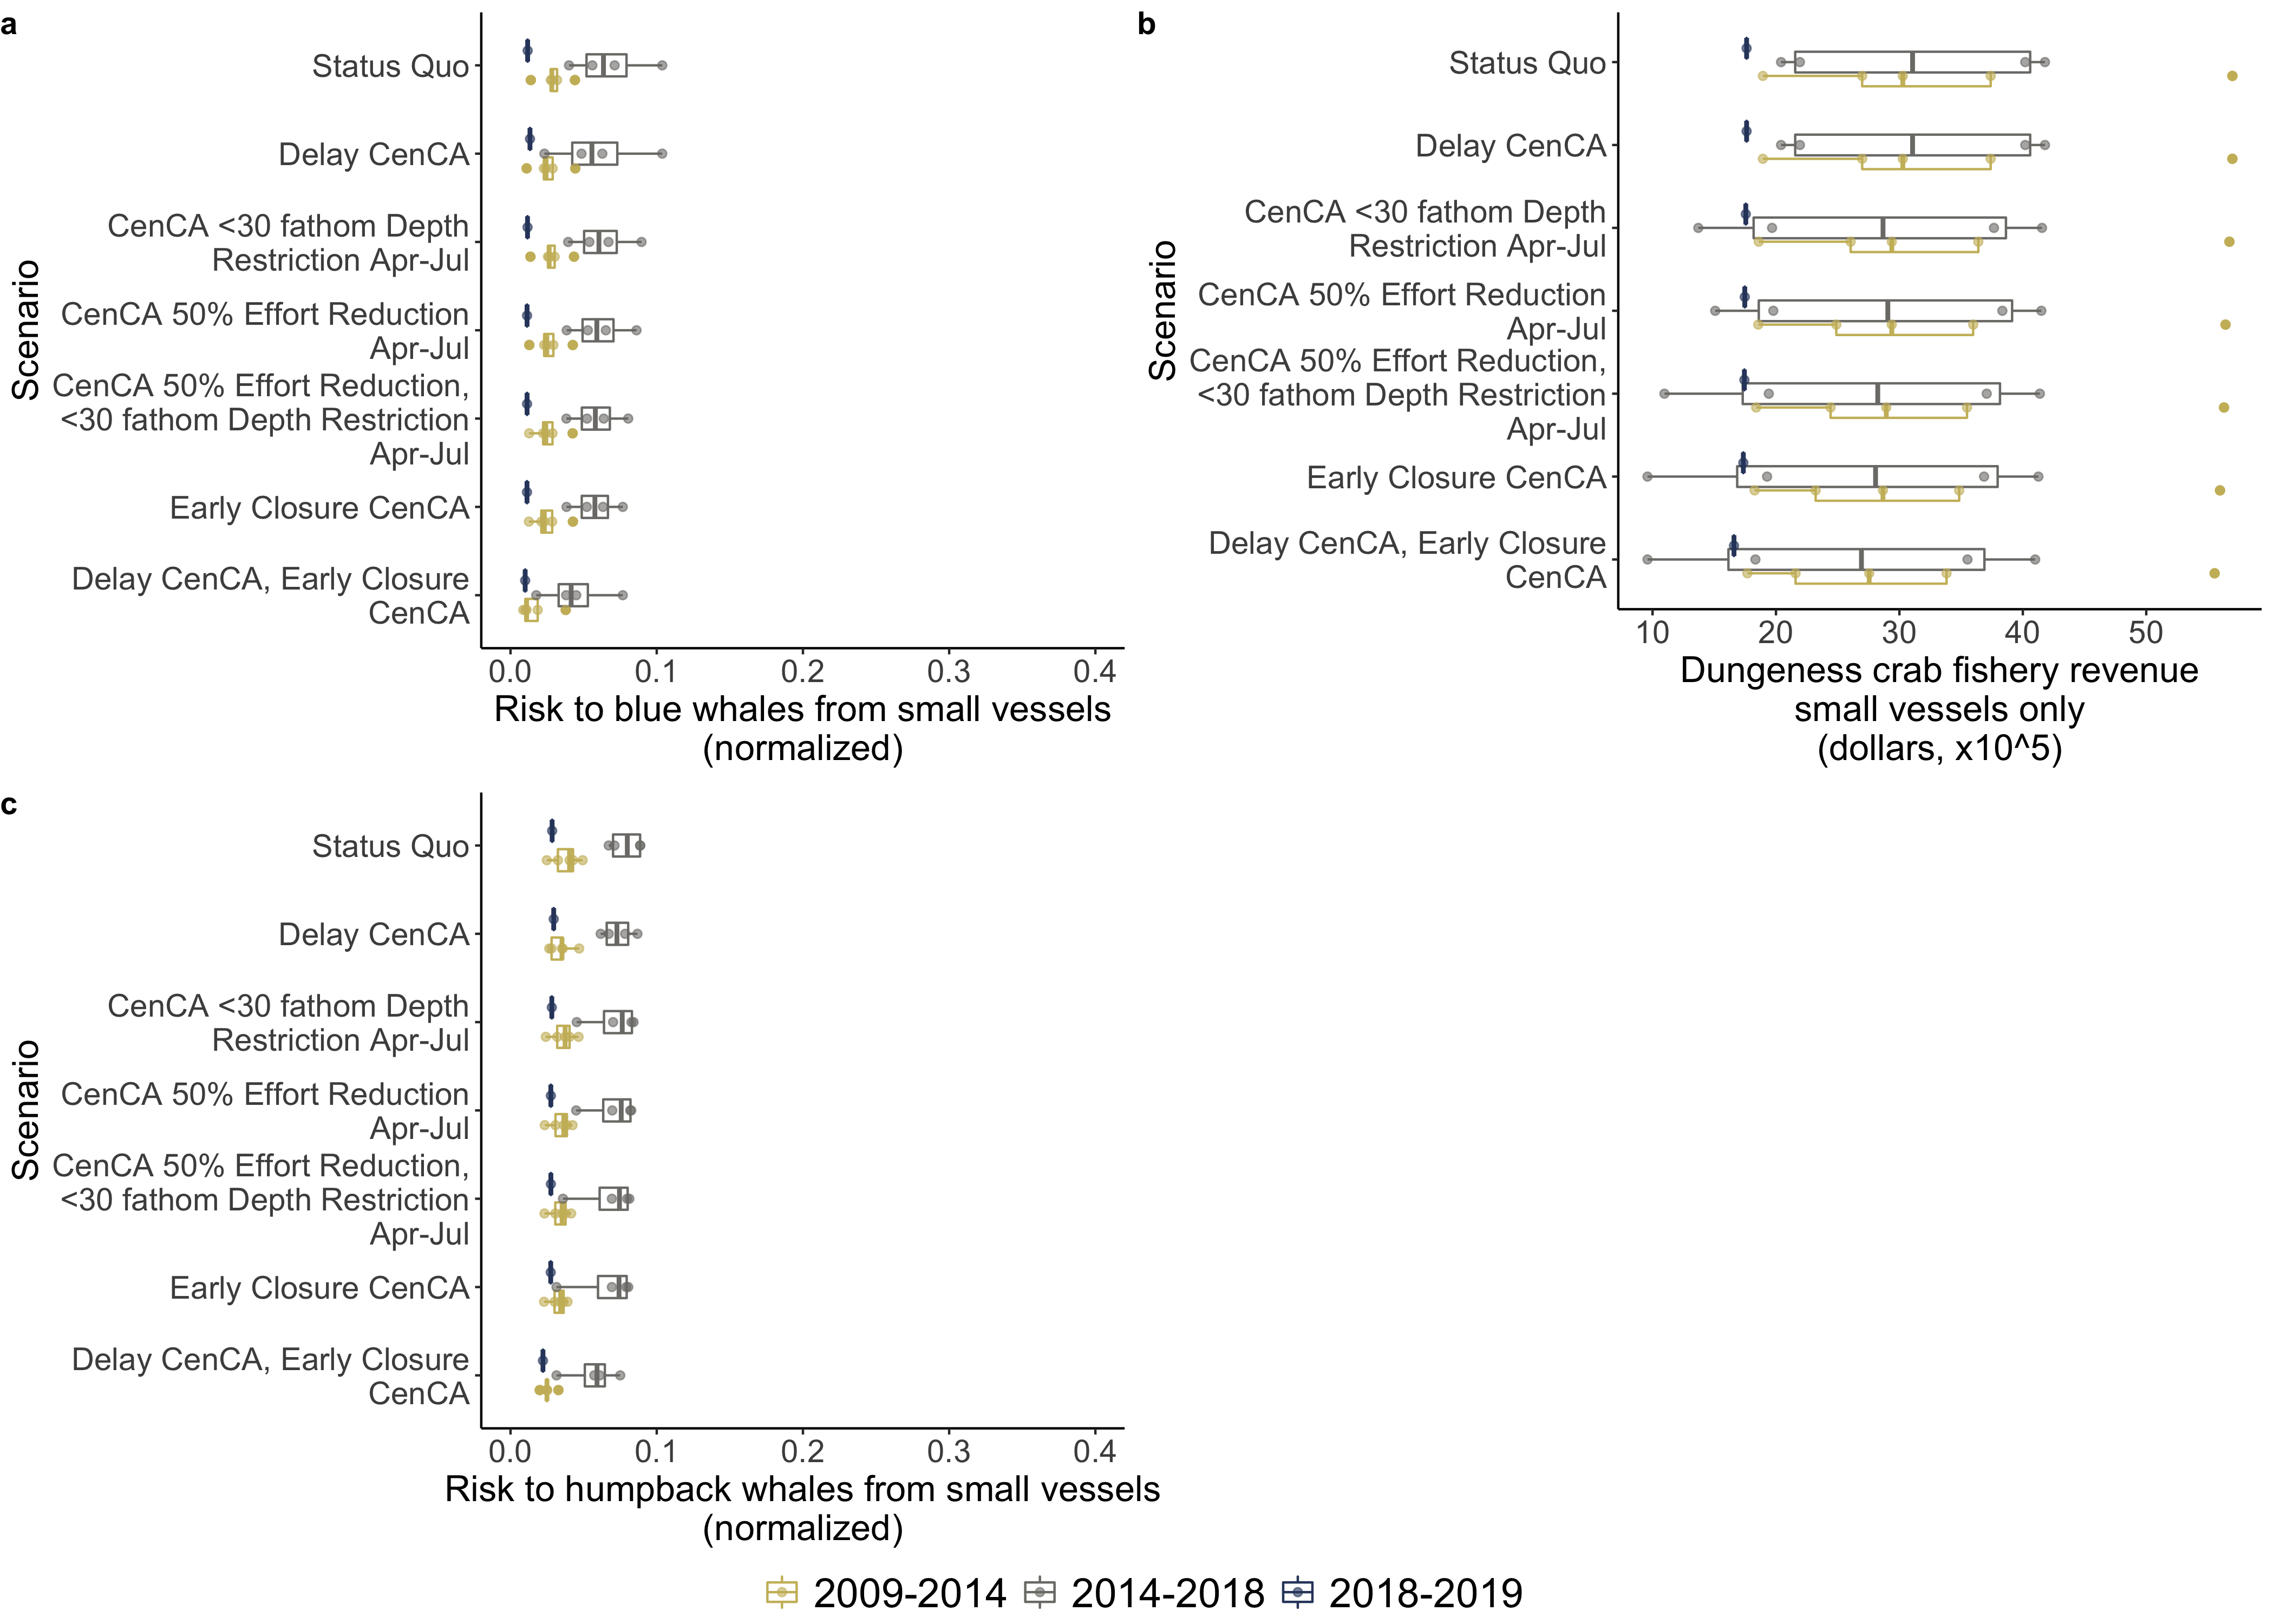 a
Status Quo
Delay CenCA
CenCA <30 fathom Depth
Restriction Apr-Jul
CenCA 50% Effort Reduction
Apr-Jul
CenCA 50% Effort Reduction,
<30 fathom Depth Restriction
Apr-Jul
Early Closure CenCA
Delay CenCA, Early Closure
CenCA
Scenario
0.0 0.1 0.2 0.3 0.4
Risk to blue whales from small vessels
(normalized)
b
Status Quo
Delay CenCA
CenCA <30 fathom Depth
Restriction Apr-Jul
CenCA 50% Effort Reduction
Apr-Jul
CenCA 50% Effort Reduction,
<30 fathom Depth Restriction
Apr-Jul
Early Closure CenCA
Delay CenCA, Early Closure
CenCA
Scenario
10 20 30 40 50
Dungeness crab fishery revenue
small vessels only
(dollars, x10^5)
c
Status Quo
Delay CenCA
CenCA <30 fathom Depth
Restriction Apr-Jul
CenCA 50% Effort Reduction
Apr-Jul
CenCA 50% Effort Reduction,
<30 fathom Depth Restriction
Apr-Jul
Early Closure CenCA
Delay CenCA, Early Closure
CenCA
Scenario
0.0 0.1 0.2 0.3 0.4
Risk to humpback whales from small vessels
(normalized)
2009-2014 2014-2018 2018-2019